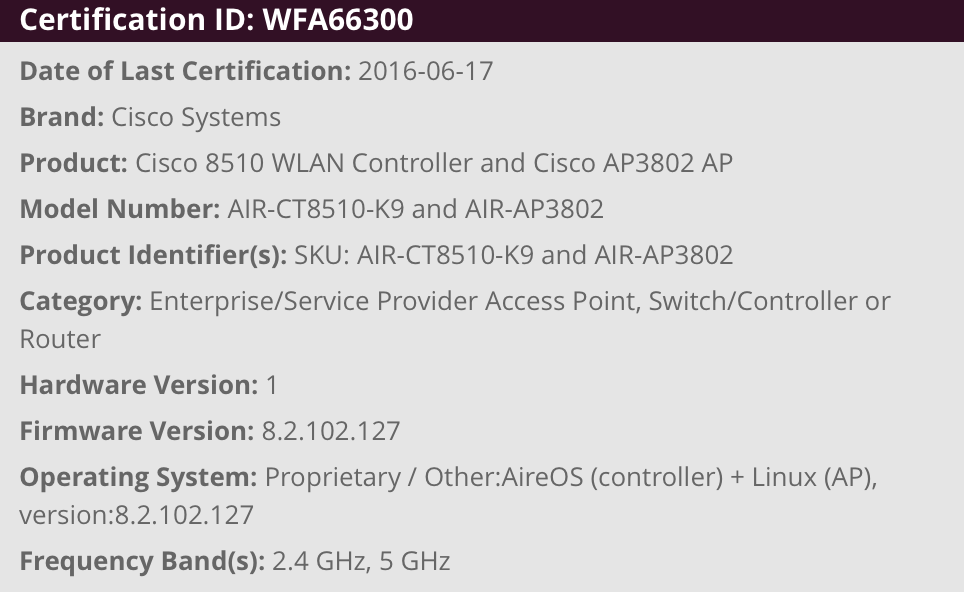 Certification ID: WFA66300
Date of Last Certification: 2016-06-17
Brand: Cisco Systems
Product: Cisco 8510 WLAN Controller and Cisco AP3802 AP
Model Number: AIR-CT8510-K9 and AIR-AP3802
Product Identifier(s): SKU: AIR-CT8510-K9 and AIR-AP3802
Category: Enterprise/Service Provider Access Point, Switch/Controller or
Router
Hardware Version: 1
Firmware Version: 8.2.102.127
Operating System: Proprietary / Other:AireOS (controller) + Linux (AP),
version:8.2.102.127
Frequency Band(s): 2.4 GHz, 5 GHz